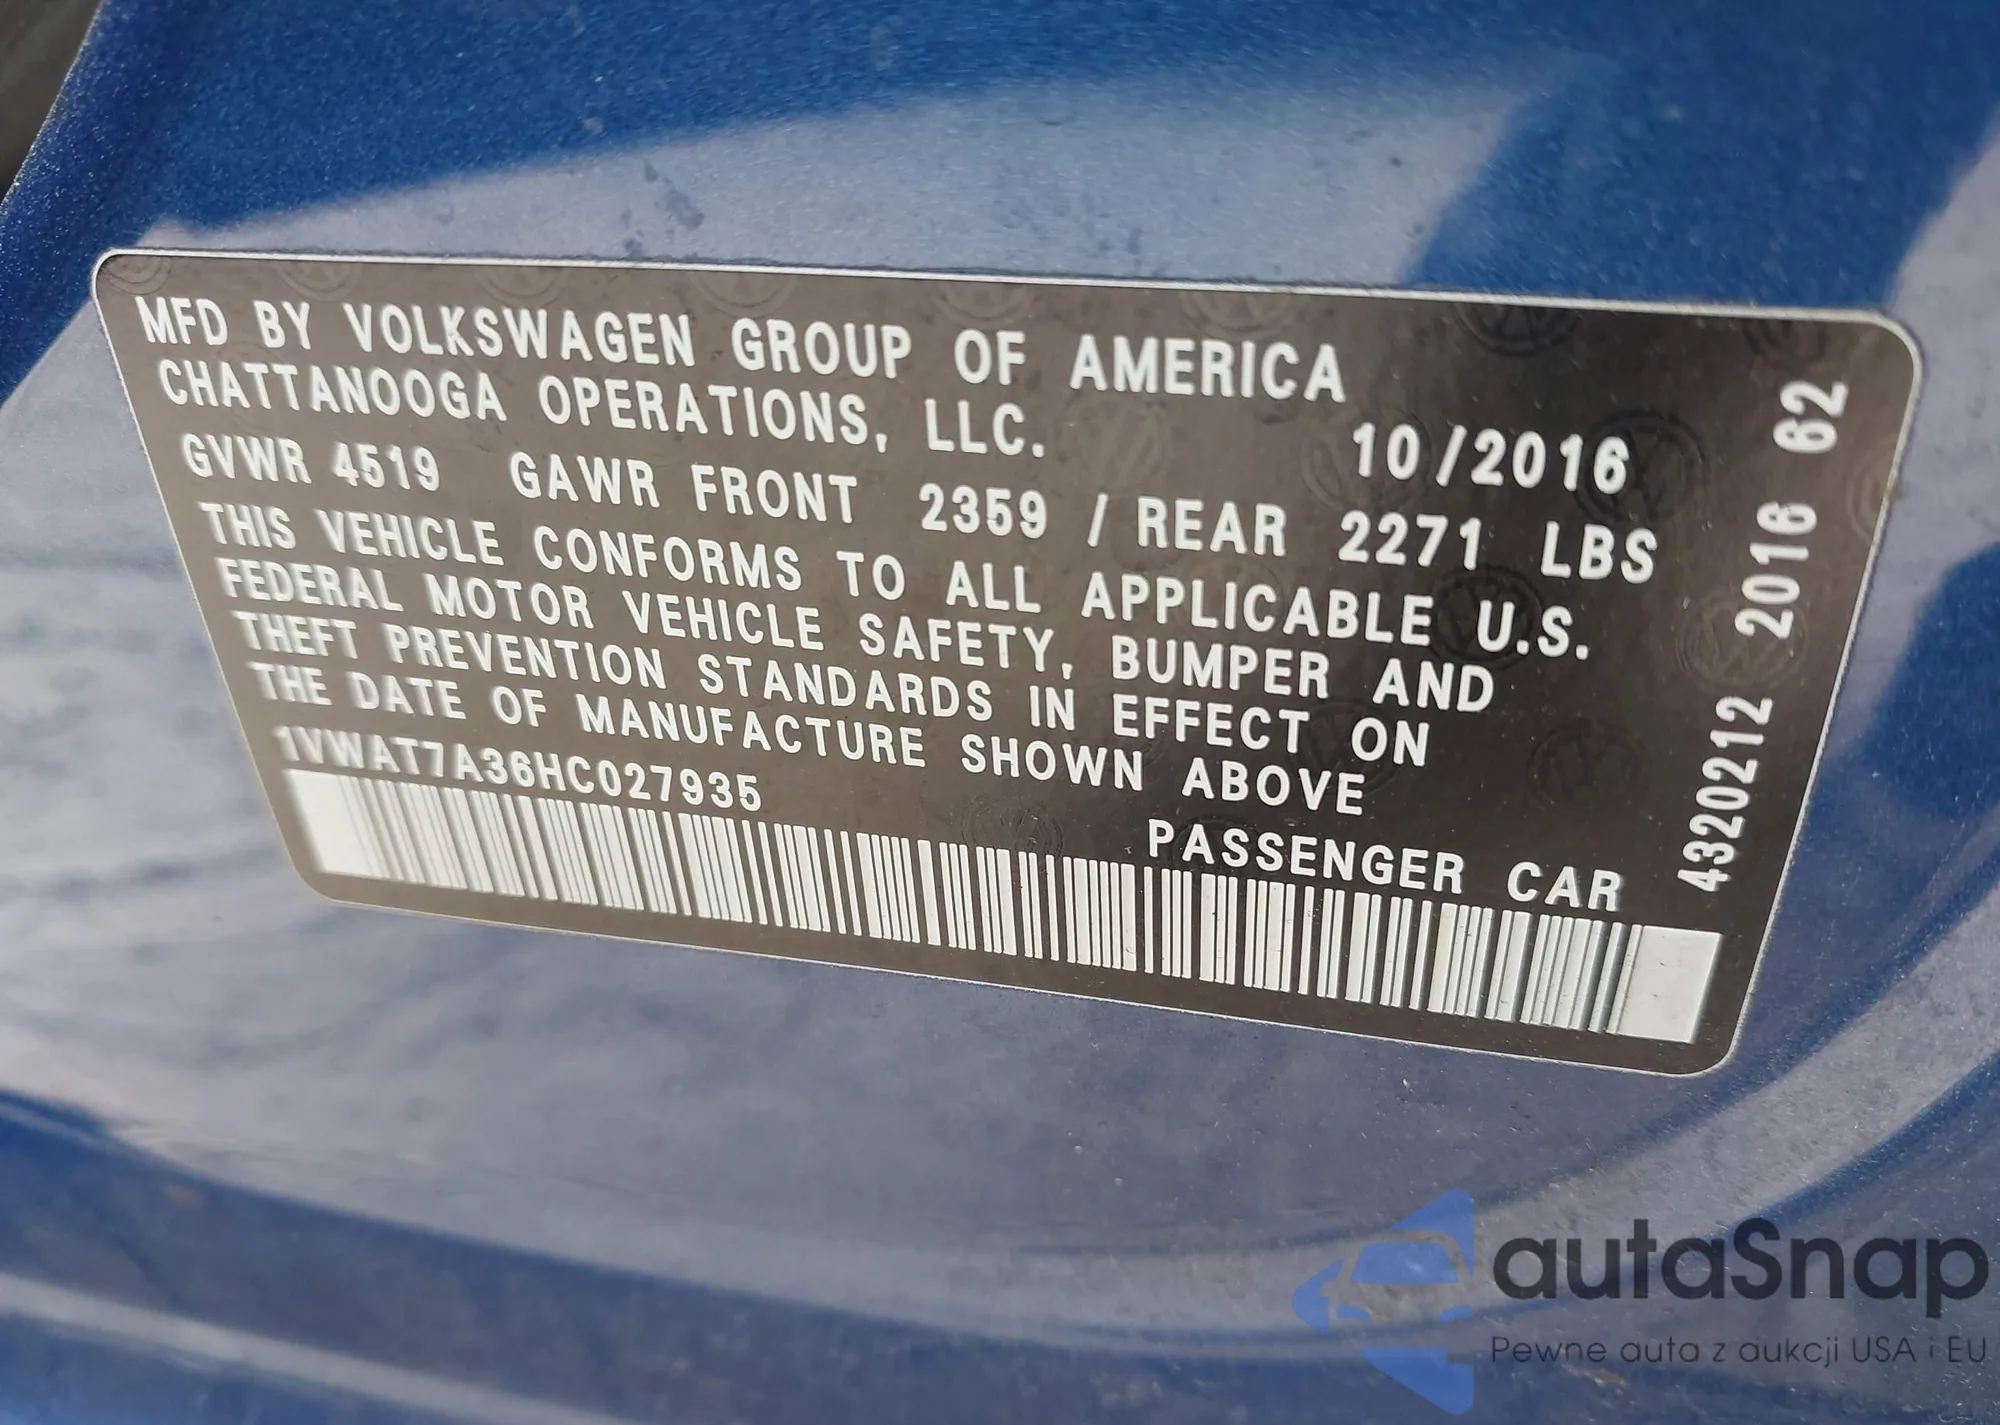 MFD BY VOLKSWAGEN GROUP OF AMERICA
CHATTANOOGA OPERATIONS, LLC.
10/2016
GVWR 4519 GAWR FRONT 2359 / REAR 2271 LBS
THIS VEHICLE CONFORMS TO ALL APPLICABLE U.S.
FEDERAL MOTOR VEHICLE SAFETY, BUMPER AND
THEFT PREVENTION STANDARDS IN EFFECT ON
THE DATE OF MANUFACTURE SHOWN ABOVE
1VWAT7A36HC027935
PASSENGER CAR
4320212 2016 62
autaSnap
Pewne auta z aukcji USA i EU